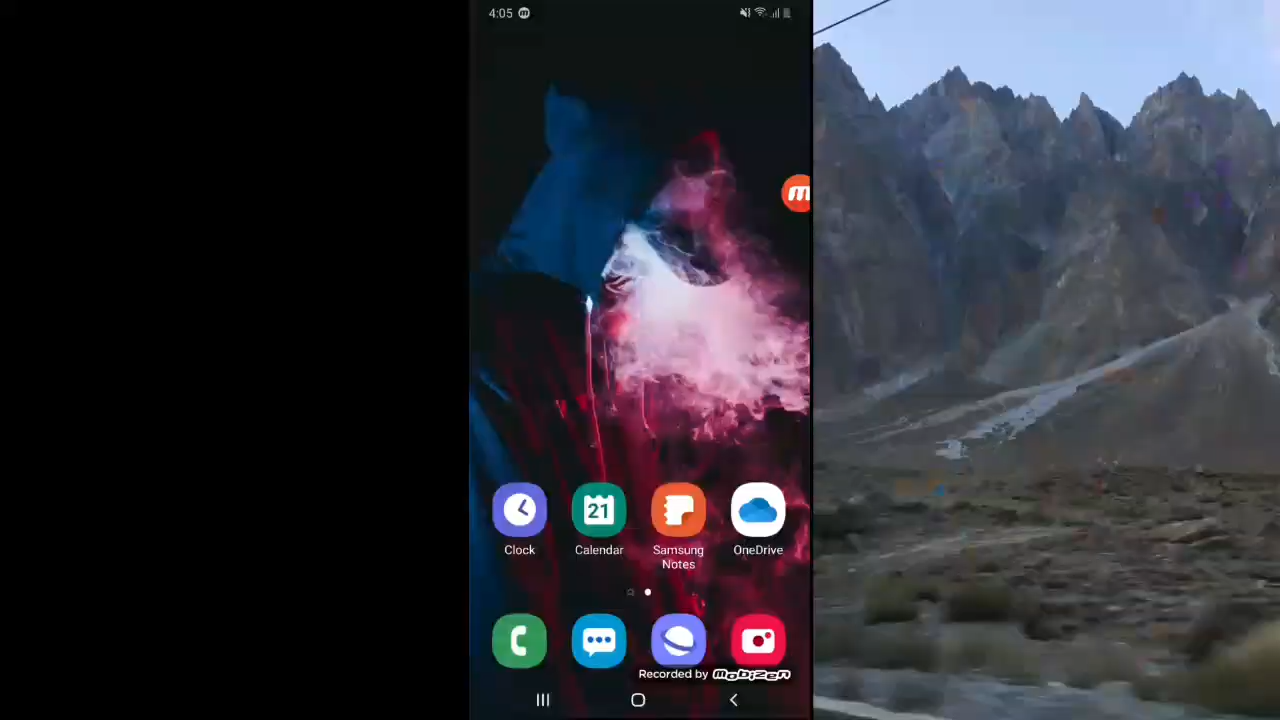 4:05
21
Clock
Calendar
Samsung
Notes
OneDrive
Recorded by Mobizen